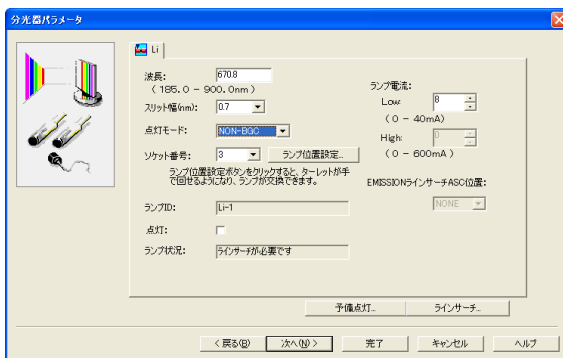 分光器パラメータ
Li
波長: 670.8
( 185.0 - 900.0nm )
スリット幅(nm): 0.7
点灯モード: NON-BGC
ソケット番号: 3 ランプ位置設定...
ランプ位置設定ボタンをクリックすると、ターレットが手
で回せるようになり、ランプが交換できます。
ランプID: Li-1
点灯:
ランプ状況: ラインサーチが必要です
ランプ電流:
Low: 8
( 0 - 40mA)
High: 0
( 0 - 600mA )
EMISSIONラインサーチASC位置:
NONE
予備点灯... ラインサーチ...
< 戻る(B) 次へ(N) > 完了 キャンセル ヘルプ